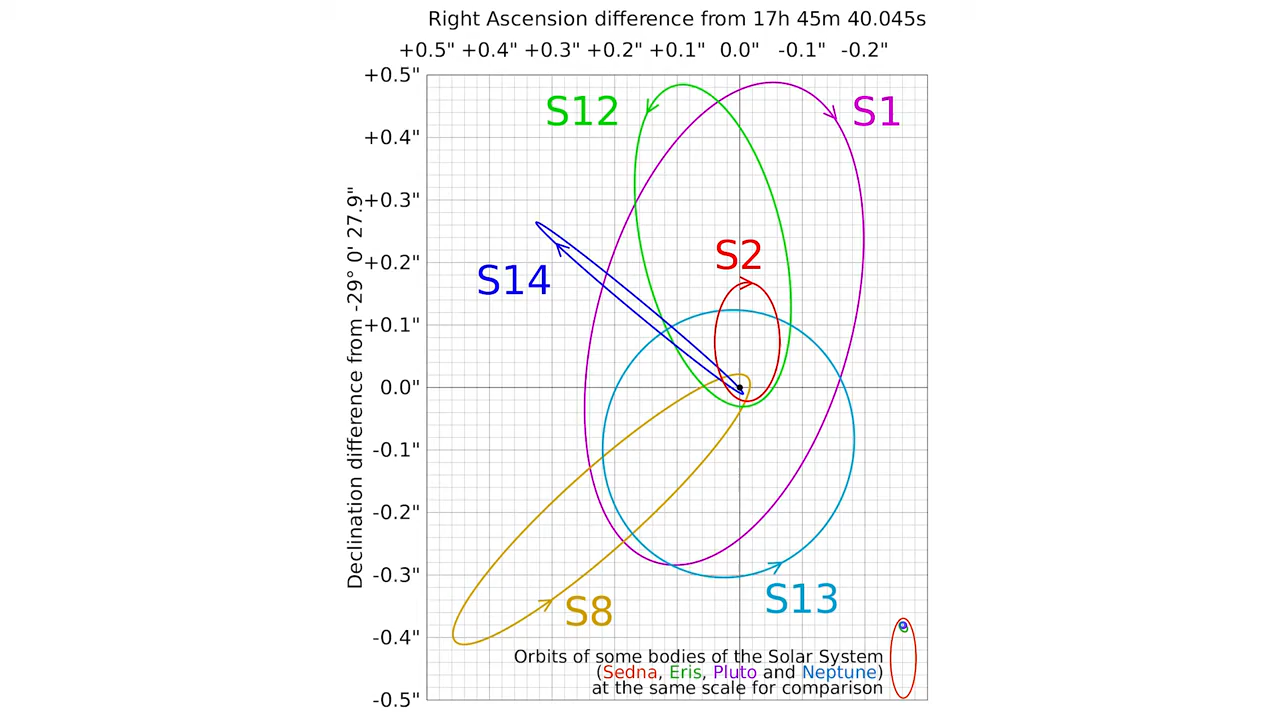 Right Ascension difference from 17h 45m 40.045s
+0.5" +0.4" +0.3" +0.2" +0.1" 0.0" -0.1" -0.2"
Declination difference from -29° 0' 27.9"
+0.5"
+0.4"
+0.3"
+0.2"
+0.1"
0.0"
-0.1"
-0.2"
-0.3"
-0.4"
-0.5"
S12
S1
S2
S14
S13
S8
Orbits of some bodies of the Solar System
(Sedna, Eris, Pluto and Neptune)
at the same scale for comparison